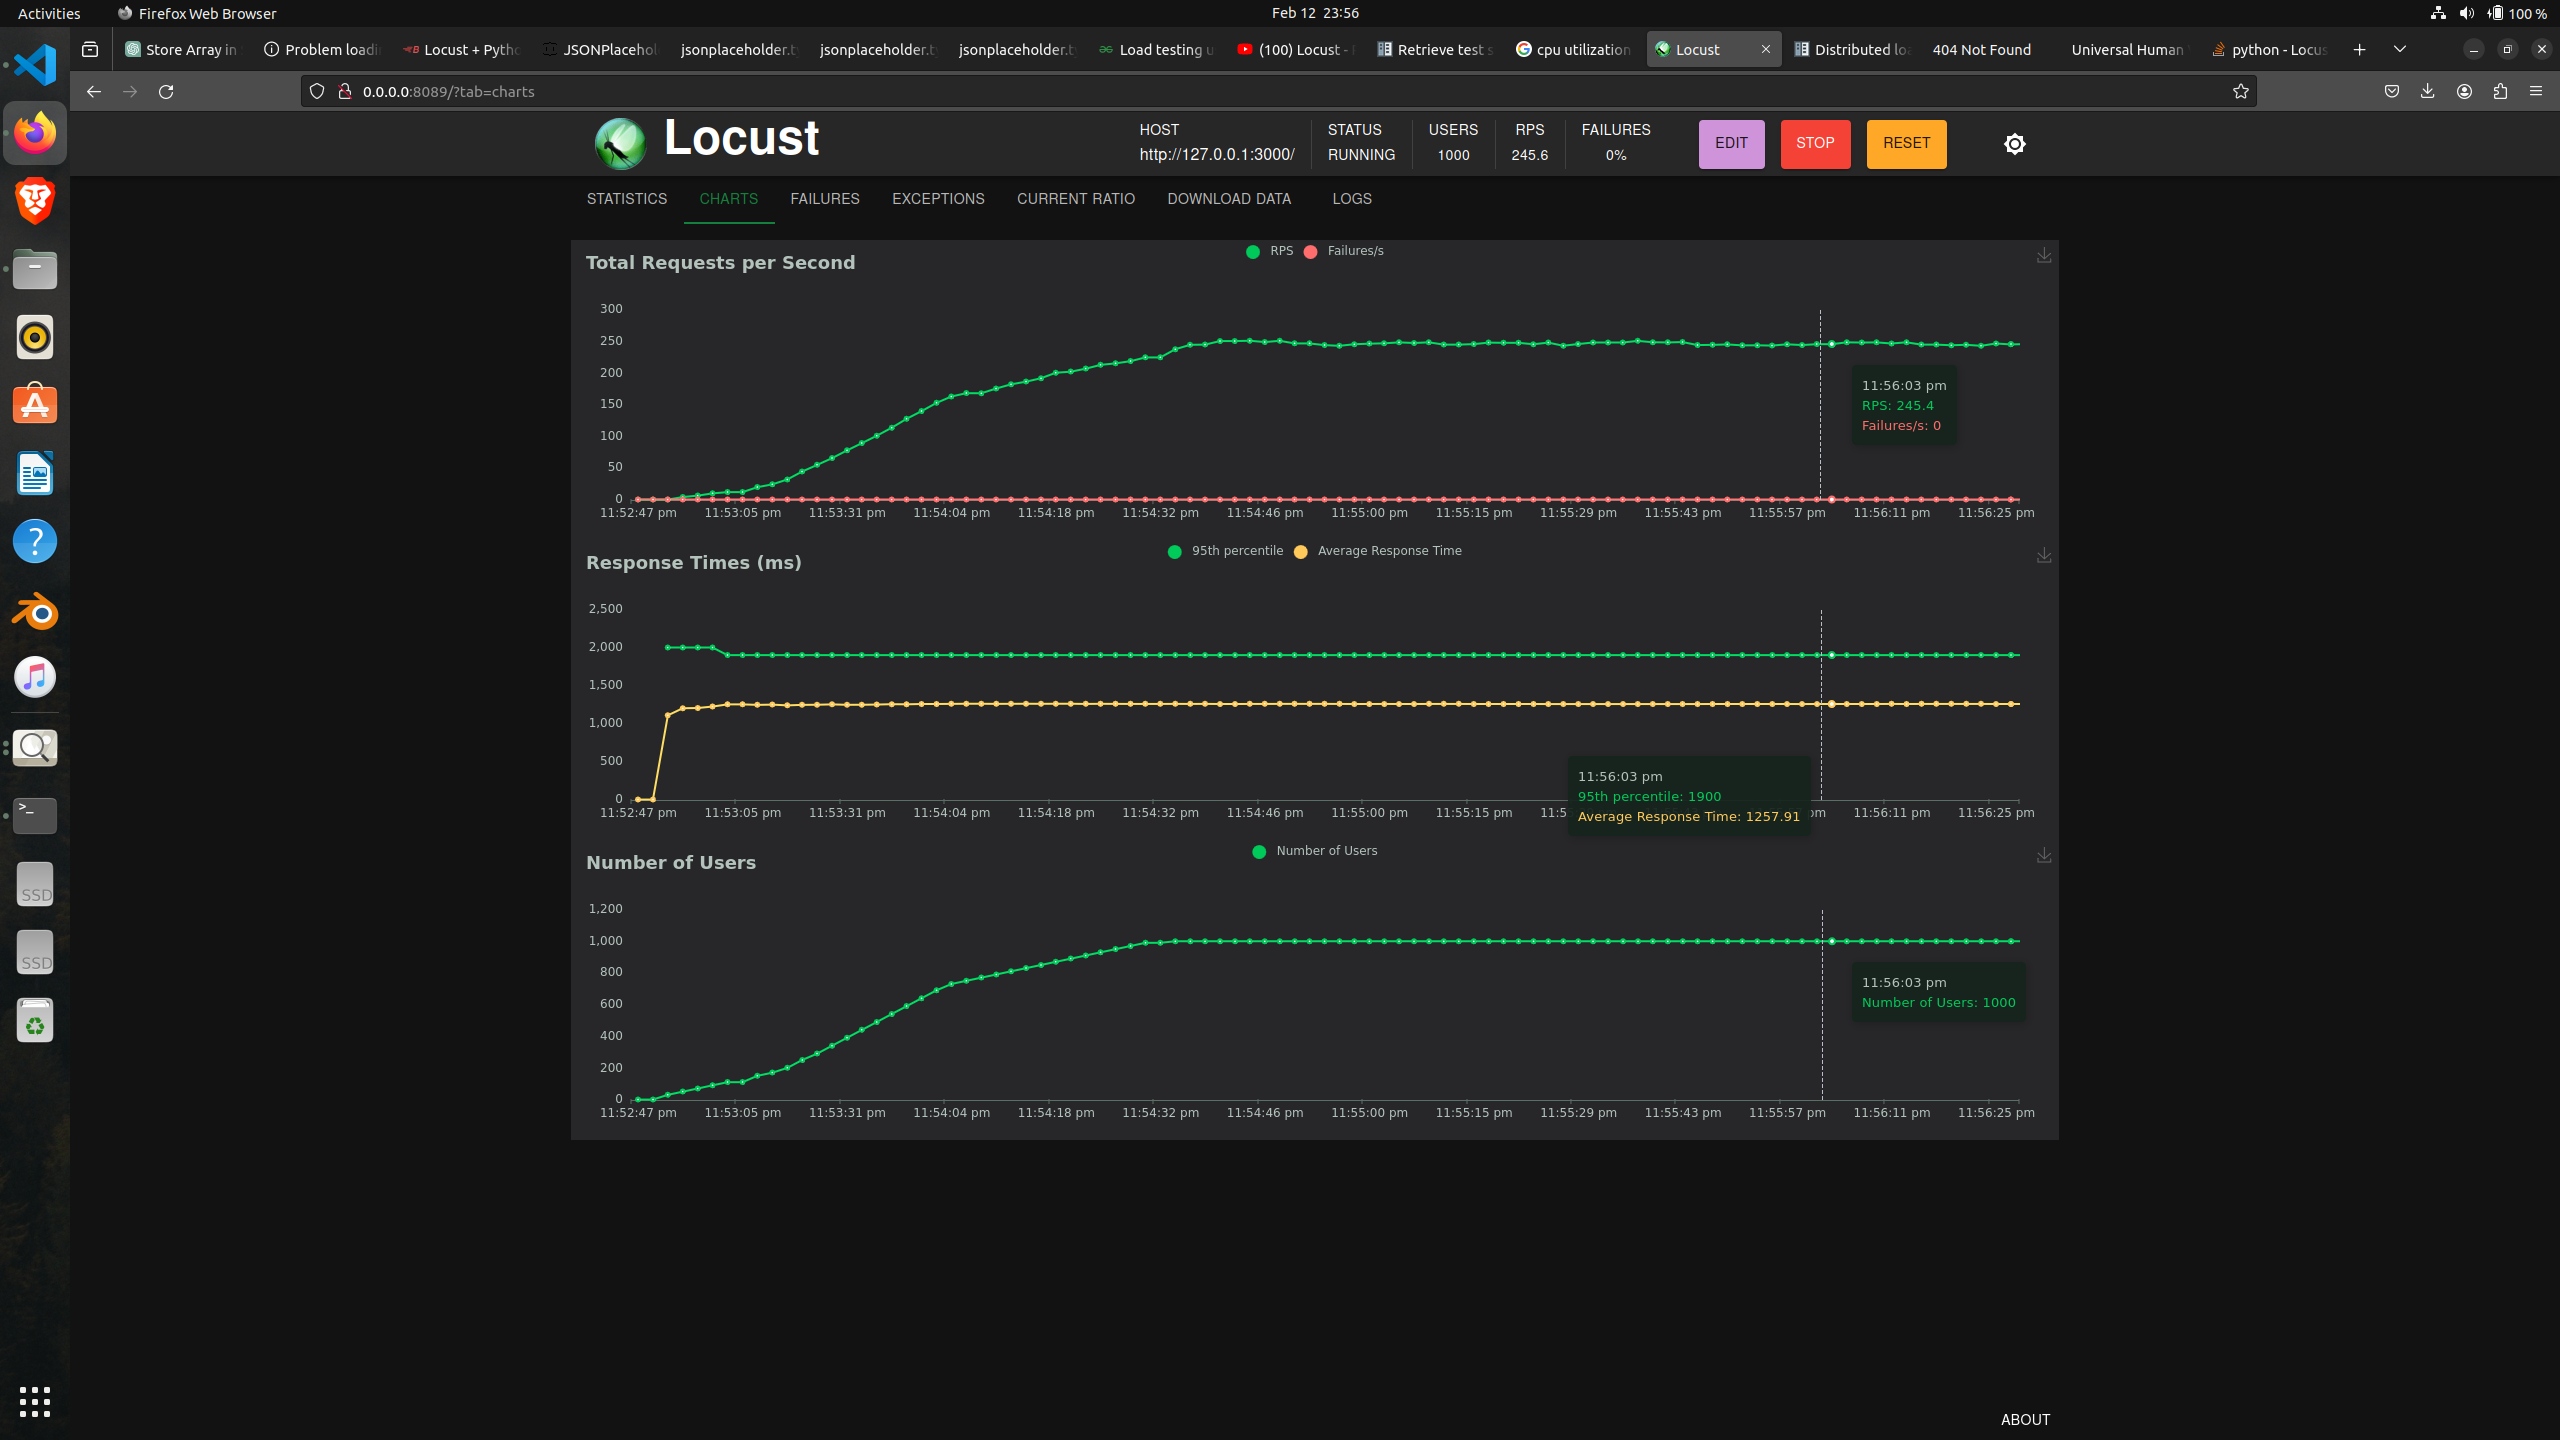 Activities
Firefox Web Browser
Feb 12 23:56
100 %
Store Array in
Problem loadi
Locust + Pytho
JSONPlacehol
jsonplaceholder.t
jsonplaceholder.t
jsonplaceholder.t
Load testing u
(100) Locust -
Retrieve test s
cpu utilization
Locust
Distributed lo
404 Not Found
Universal Human
python - Locus
0.0.0.0:8089/?tab=charts
Locust
HOST
http://127.0.0.1:3000/
STATUS
RUNNING
USERS
1000
RPS
245.6
FAILURES
0%
EDIT
STOP
RESET
STATISTICS
CHARTS
FAILURES
EXCEPTIONS
CURRENT RATIO
DOWNLOAD DATA
LOGS
Total Requests per Second
RPS
Failures/s
300
250
200
150
100
50
0
11:56:03 pm
RPS: 245.4
Failures/s: 0
11:52:47 pm
11:53:05 pm
11:53:31 pm
11:54:04 pm
11:54:18 pm
11:54:32 pm
11:54:46 pm
11:55:00 pm
11:55:15 pm
11:55:29 pm
11:55:43 pm
11:55:57 pm
11:56:11 pm
11:56:25 pm
Response Times (ms)
95th percentile
Average Response Time
2,500
2,000
1,500
1,000
500
0
11:56:03 pm
95th percentile: 1900
Average Response Time: 1257.91
11:52:47 pm
11:53:05 pm
11:53:31 pm
11:54:04 pm
11:54:18 pm
11:54:32 pm
11:54:46 pm
11:55:00 pm
11:55:15 pm
11:5
pm
11:56:11 pm
11:56:25 pm
Number of Users
Number of Users
1,200
1,000
800
600
400
200
0
11:56:03 pm
Number of Users: 1000
11:52:47 pm
11:53:05 pm
11:53:31 pm
11:54:04 pm
11:54:18 pm
11:54:32 pm
11:54:46 pm
11:55:00 pm
11:55:15 pm
11:55:29 pm
11:55:43 pm
11:55:57 pm
11:56:11 pm
11:56:25 pm
SSD
SSD
ABOUT